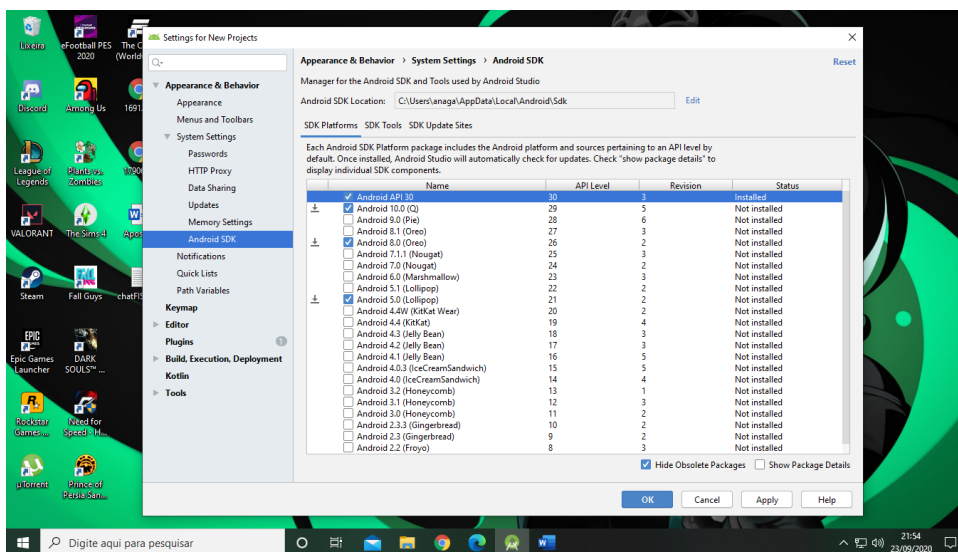 Lixeira
eFootball PES
2020
The C
(World
Discord
Among Us
1691
League of
Legends
Plants vs.
Zombies
1790
VALORANT
The Sims 4
Apos
Steam
Fall Guys
chatFIS
EPIC
GAMES
Epic Games
Launcher
DARK
SOULS™ ...
Rockstar
Games ...
Need for
Speed - H...
µTorrent
Prince of
Persia San...
Settings for New Projects
Appearance & Behavior
Appearance
Menus and Toolbars
System Settings
Passwords
HTTP Proxy
Data Sharing
Updates
Memory Settings
Android SDK
Notifications
Quick Lists
Path Variables
Keymap
Editor
Plugins 1
Build, Execution, Deployment
Kotlin
Tools
Appearance & Behavior › System Settings › Android SDK Reset
Manager for the Android SDK and Tools used by Android Studio
Android SDK Location: C:\Users\anaga\AppData\Local\Android\Sdk Edit
SDK Platforms SDK Tools SDK Update Sites
Each Android SDK Platform package includes the Android platform and sources pertaining to an API level by
default. Once installed, Android Studio will automatically check for updates. Check "show package details" to
display individual SDK components.
Name API Level Revision Status
Android API 30 30 3 Installed
Android 10.0 (Q) 29 5 Not installed
Android 9.0 (Pie) 28 6 Not installed
Android 8.1 (Oreo) 27 3 Not installed
Android 8.0 (Oreo) 26 2 Not installed
Android 7.1.1 (Nougat) 25 3 Not installed
Android 7.0 (Nougat) 24 2 Not installed
Android 6.0 (Marshmallow) 23 3 Not installed
Android 5.1 (Lollipop) 22 2 Not installed
Android 5.0 (Lollipop) 21 2 Not installed
Android 4.4W (KitKat Wear) 20 2 Not installed
Android 4.4 (KitKat) 19 4 Not installed
Android 4.3 (Jelly Bean) 18 3 Not installed
Android 4.2 (Jelly Bean) 17 3 Not installed
Android 4.1 (Jelly Bean) 16 5 Not installed
Android 4.0.3 (IceCreamSandwich) 15 5 Not installed
Android 4.0 (IceCreamSandwich) 14 4 Not installed
Android 3.2 (Honeycomb) 13 1 Not installed
Android 3.1 (Honeycomb) 12 3 Not installed
Android 3.0 (Honeycomb) 11 2 Not installed
Android 2.3.3 (Gingerbread) 10 2 Not installed
Android 2.3 (Gingerbread) 9 2 Not installed
Android 2.2 (Froyo) 8 3 Not installed
Hide Obsolete Packages Show Package Details
OK Cancel Apply Help
Digite aqui para pesquisar
21:54
23/09/2020